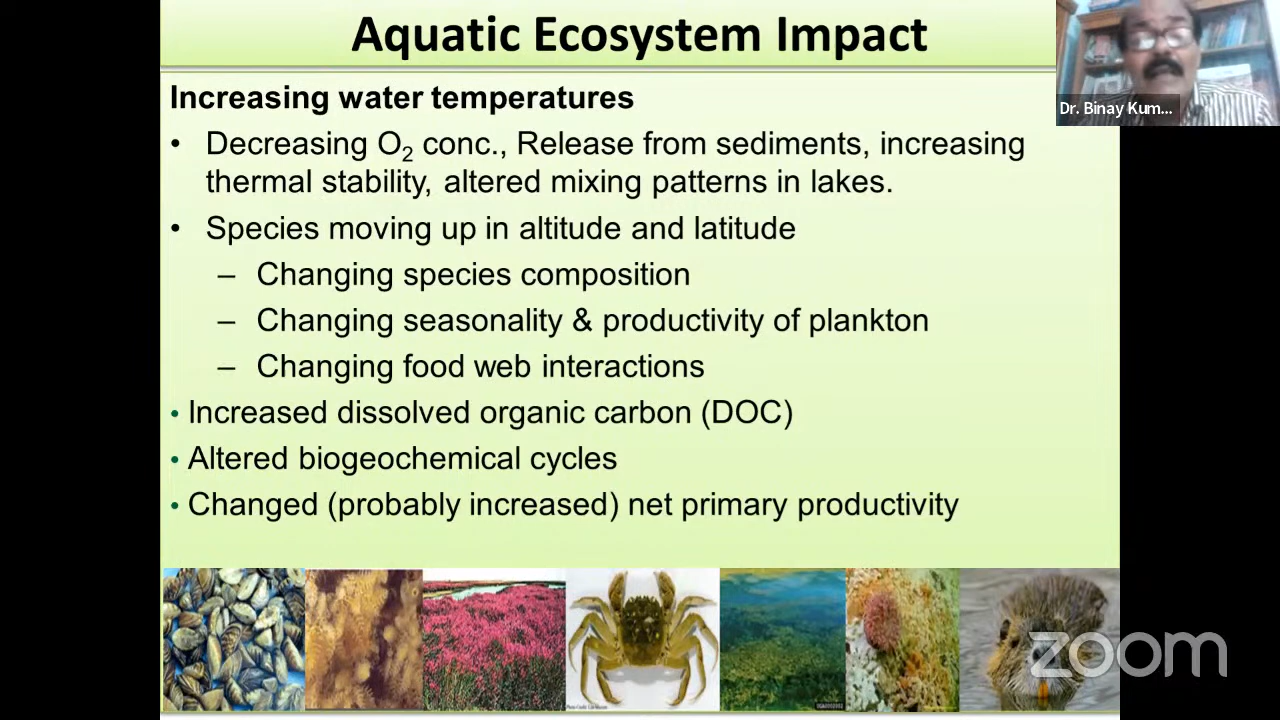 Aquatic Ecosystem Impact
Dr. Binay Kum...
Increasing water temperatures
• Decreasing O₂ conc., Release from sediments, increasing
thermal stability, altered mixing patterns in lakes.
• Species moving up in altitude and latitude
– Changing species composition
– Changing seasonality & productivity of plankton
– Changing food web interactions
• Increased dissolved organic carbon (DOC)
• Altered biogeochemical cycles
• Changed (probably increased) net primary productivity
zoom